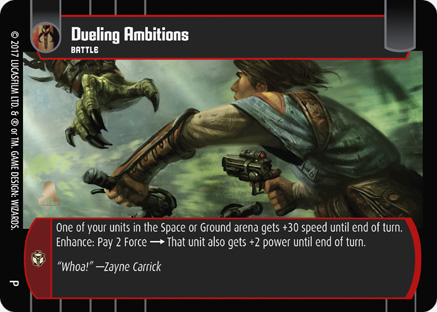 Dueling Ambitions
BATTLE
© 2017 LUCASFILM LTD. & ® or TM. GAME DESIGN: WIZARDS.
One of your units in the Space or Ground arena gets +30 speed until end of turn.
Enhance: Pay 2 Force → That unit also gets +2 power until end of turn.
“Whoa!” —Zayne Carrick
P